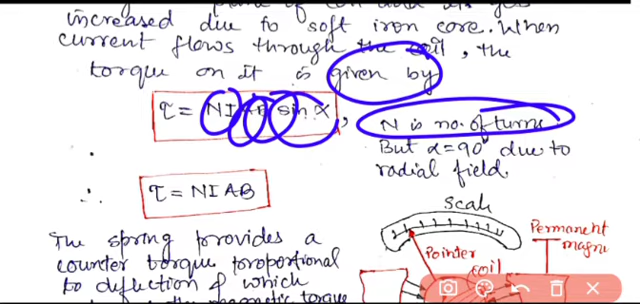 increased due to soft iron core. When
current flows through the coil, the
torque on it is given by
τ = NIAB sin α, N is no. of turns
But α = 90° due to
radial field.
∴ τ = NIAB
The spring provides a
counter torque proportional
to deflection φ which
magnetic torque
Scale
Pointer
coil
Permanent